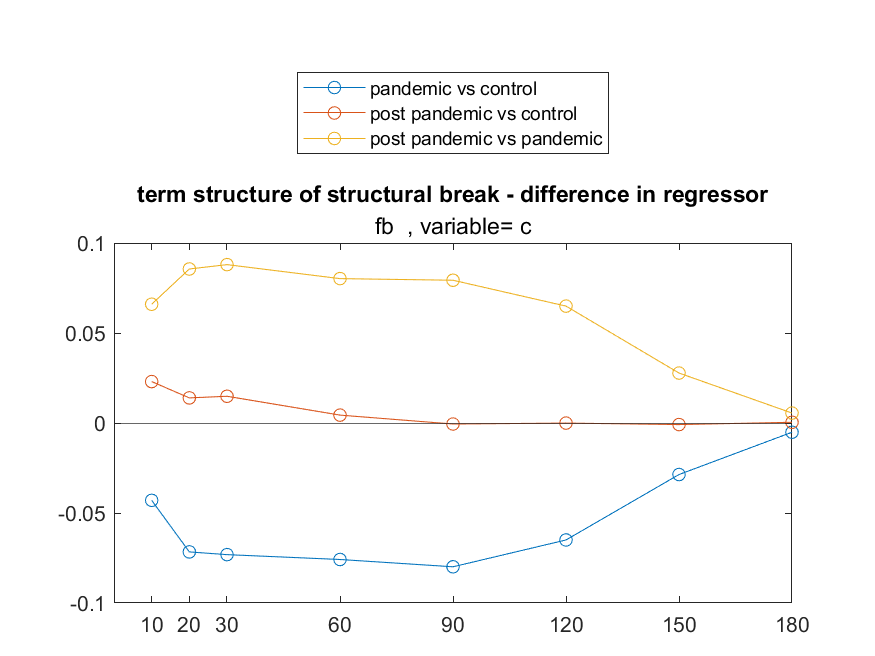 pandemic vs control
post pandemic vs control
post pandemic vs pandemic
term structure of structural break - difference in regressor
fb , variable= c
0.1
0.05
0
-0.05
-0.1
10 20 30 60 90 120 150 180